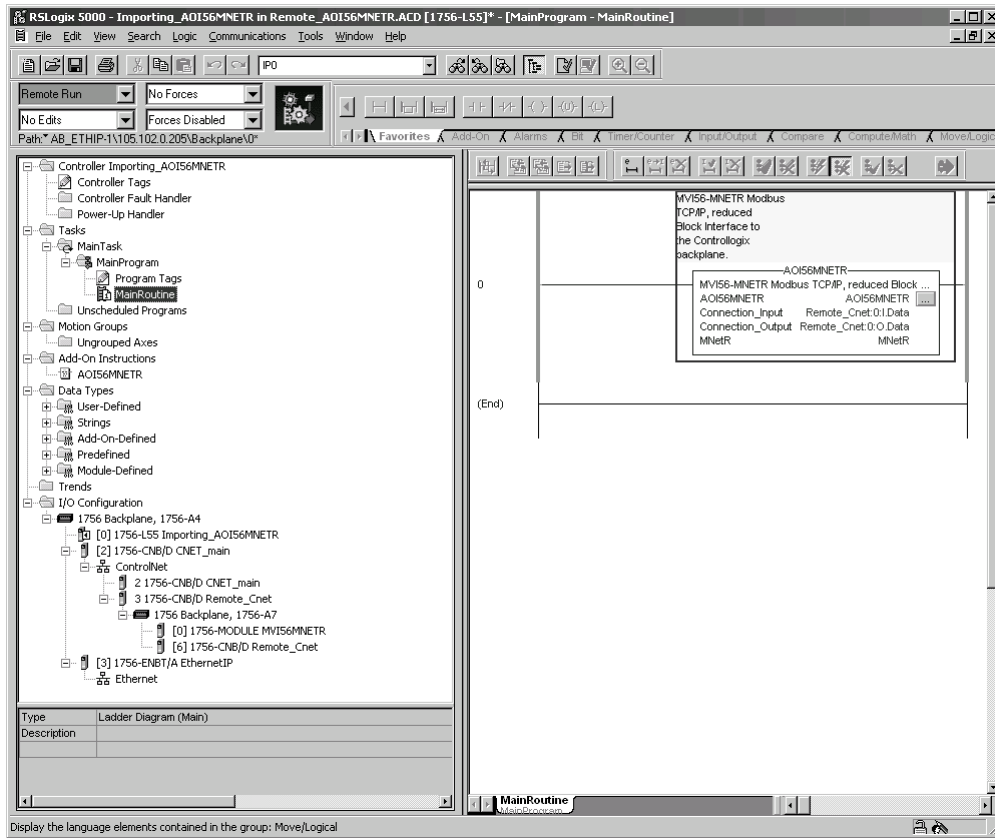 RSLogix 5000 - Importing_AOI56MNETR in Remote_AOI56MNETR.ACD [1756-L55]* - [MainProgram - MainRoutine]
File Edit View Search Logic Communications Tools Window Help
IPO
Remote Run
No Forces
No Edits
Forces Disabled
Path:* AB_ETHIP-1\105.102.0.205\Backplane\0*
Favorites Add-On Alarms Bit Timer/Counter Input/Output Compare Compute/Math Move/Logic
Controller Importing_AOI56MNETR
Controller Tags
Controller Fault Handler
Power-Up Handler
Tasks
MainTask
MainProgram
Program Tags
MainRoutine
Unscheduled Programs
Motion Groups
Ungrouped Axes
Add-On Instructions
AOI56MNETR
Data Types
User-Defined
Strings
Add-On-Defined
Predefined
Module-Defined
Trends
I/O Configuration
1756 Backplane, 1756-A4
[0] 1756-L55 Importing_AOI56MNETR
[2] 1756-CNB/D CNET_main
ControlNet
2 1756-CNB/D CNET_main
3 1756-CNB/D Remote_Cnet
1756 Backplane, 1756-A7
[0] 1756-MODULE MVI56MNETR
[6] 1756-CNB/D Remote_Cnet
[3] 1756-ENBT/A EthernetIP
Ethernet
Type Ladder Diagram (Main)
Description
MVI56-MNETR Modbus
TCP/IP, reduced
Block Interface to
the Controllogix
backplane.
AOI56MNETR
0
MVI56-MNETR Modbus TCP/IP, reduced Block ...
AOI56MNETR AOI56MNETR ...
Connection_Input Remote_Cnet:0:I.Data
Connection_Output Remote_Cnet:0:O.Data
MNetR MNetR
(End)
MainRoutine
MainProgram
Display the language elements contained in the group: Move/Logical